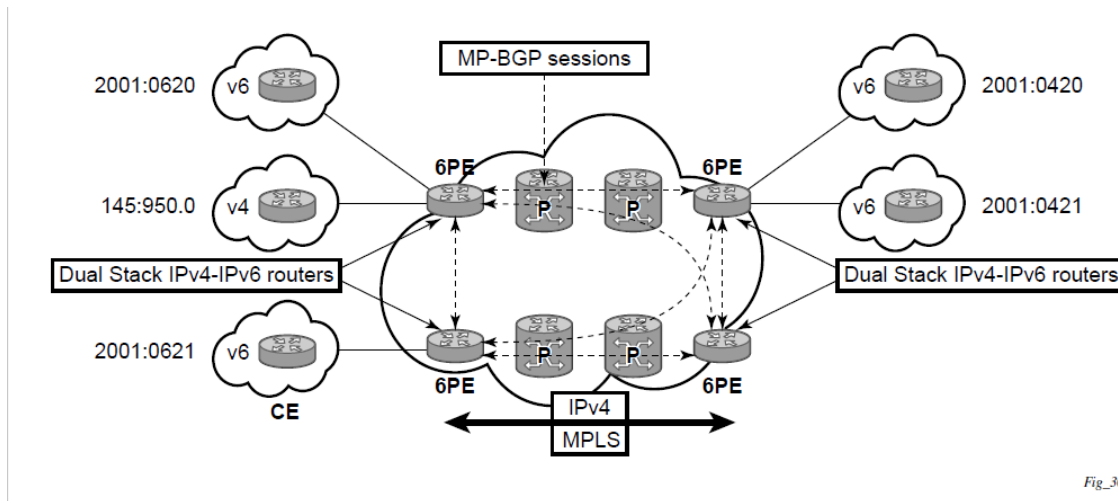 MP-BGP sessions
2001:0620
v6
v6
2001:0420
6PE
6PE
145:950.0
v4
P
P
v6
2001:0421
Dual Stack IPv4-IPv6 routers
Dual Stack IPv4-IPv6 routers
2001:0621
v6
P
P
CE
6PE
6PE
IPv4
MPLS